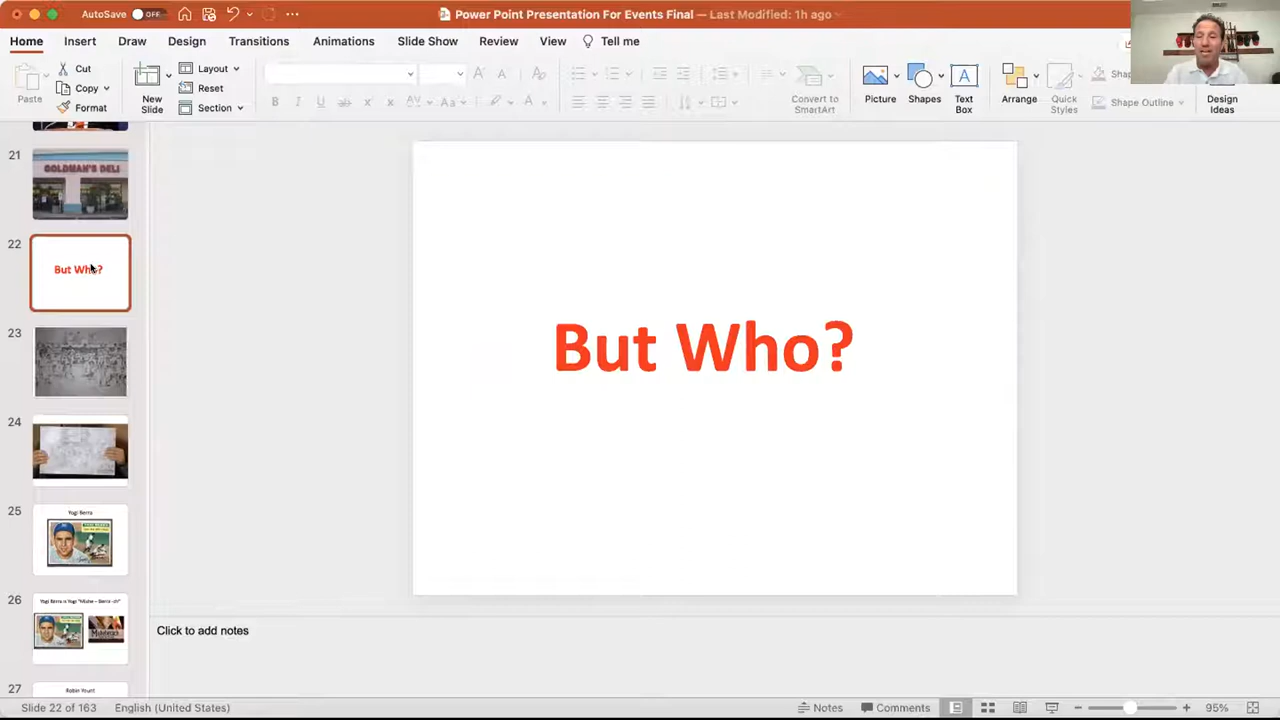 AutoSave OFF
Power Point Presentation For Events Final — Last Modified: 1h ago
Home Insert Draw Design Transitions Animations Slide Show Review View Tell me
Paste
Cut
Copy
Format
New
Slide
Layout
Reset
Section
Convert to
SmartArt
Picture
Shapes
Text
Box
Arrange
Quick
Styles
Shape Outline
Design
Ideas
21
GOLDMAN'S DELI
22
But Who?
23
24
25
Yogi Berra
26
27
Robin Yount
But Who?
Click to add notes
Slide 22 of 163 English (United States) Notes Comments 95%